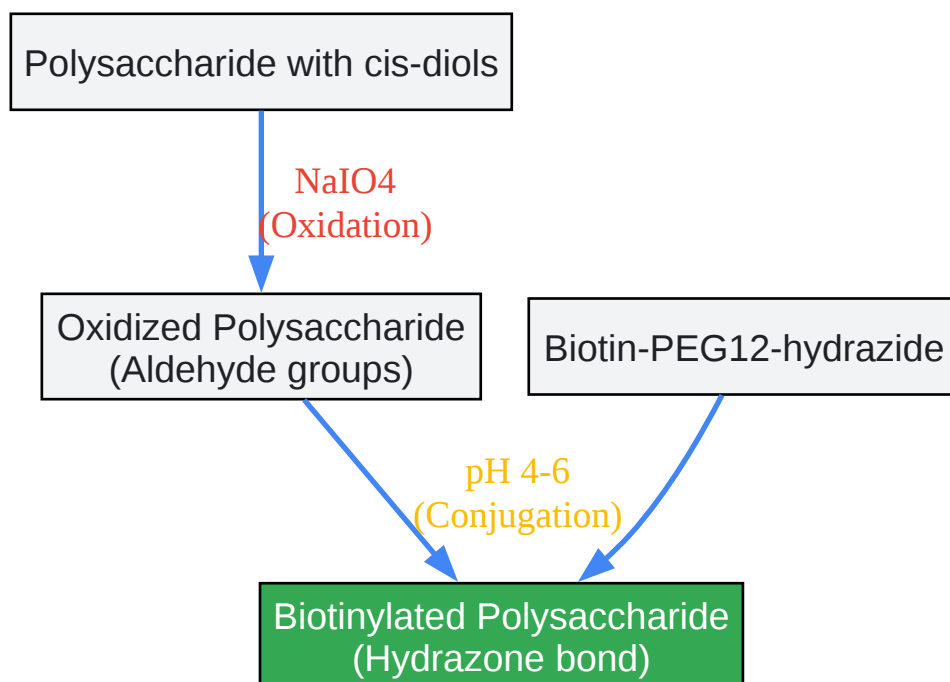 Polysaccharide with cis-diols
NaIO4
(Oxidation)
Oxidized Polysaccharide
(Aldehyde groups)
Biotin-PEG12-hydrazide
pH 4-6
(Conjugation)
Biotinylated Polysaccharide
(Hydrazone bond)